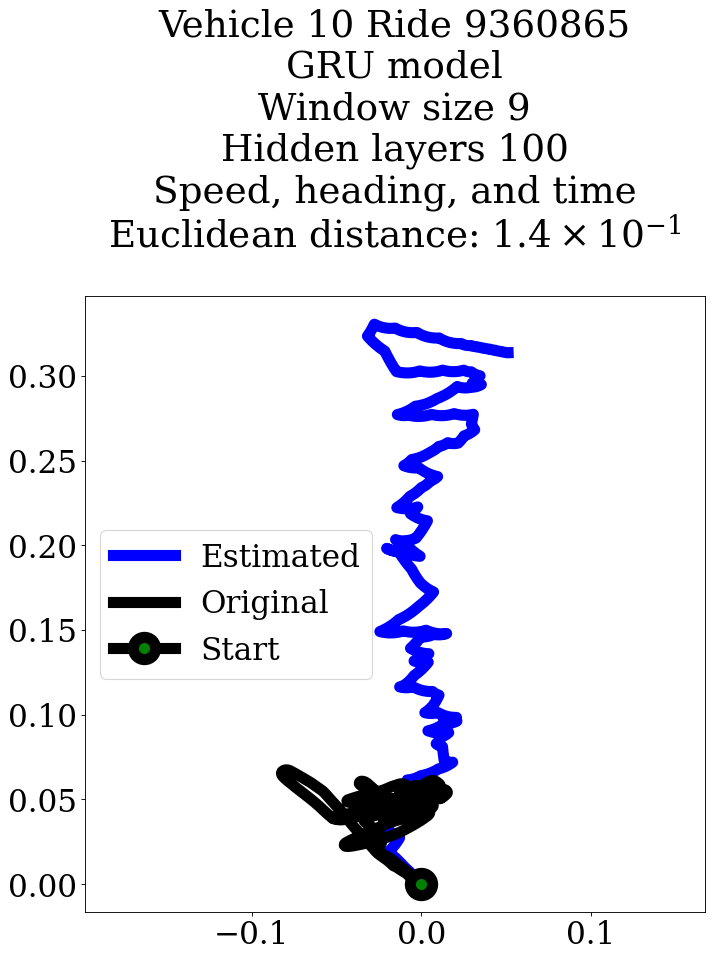 Vehicle 10 Ride 9360865
GRU model
Window size 9
Hidden layers 100
Speed, heading, and time
Euclidean distance: 1.4 × 10⁻¹
0.30
0.25
0.20
0.15
0.10
0.05
0.00
Estimated
Original
Start
−0.1
0.0
0.1